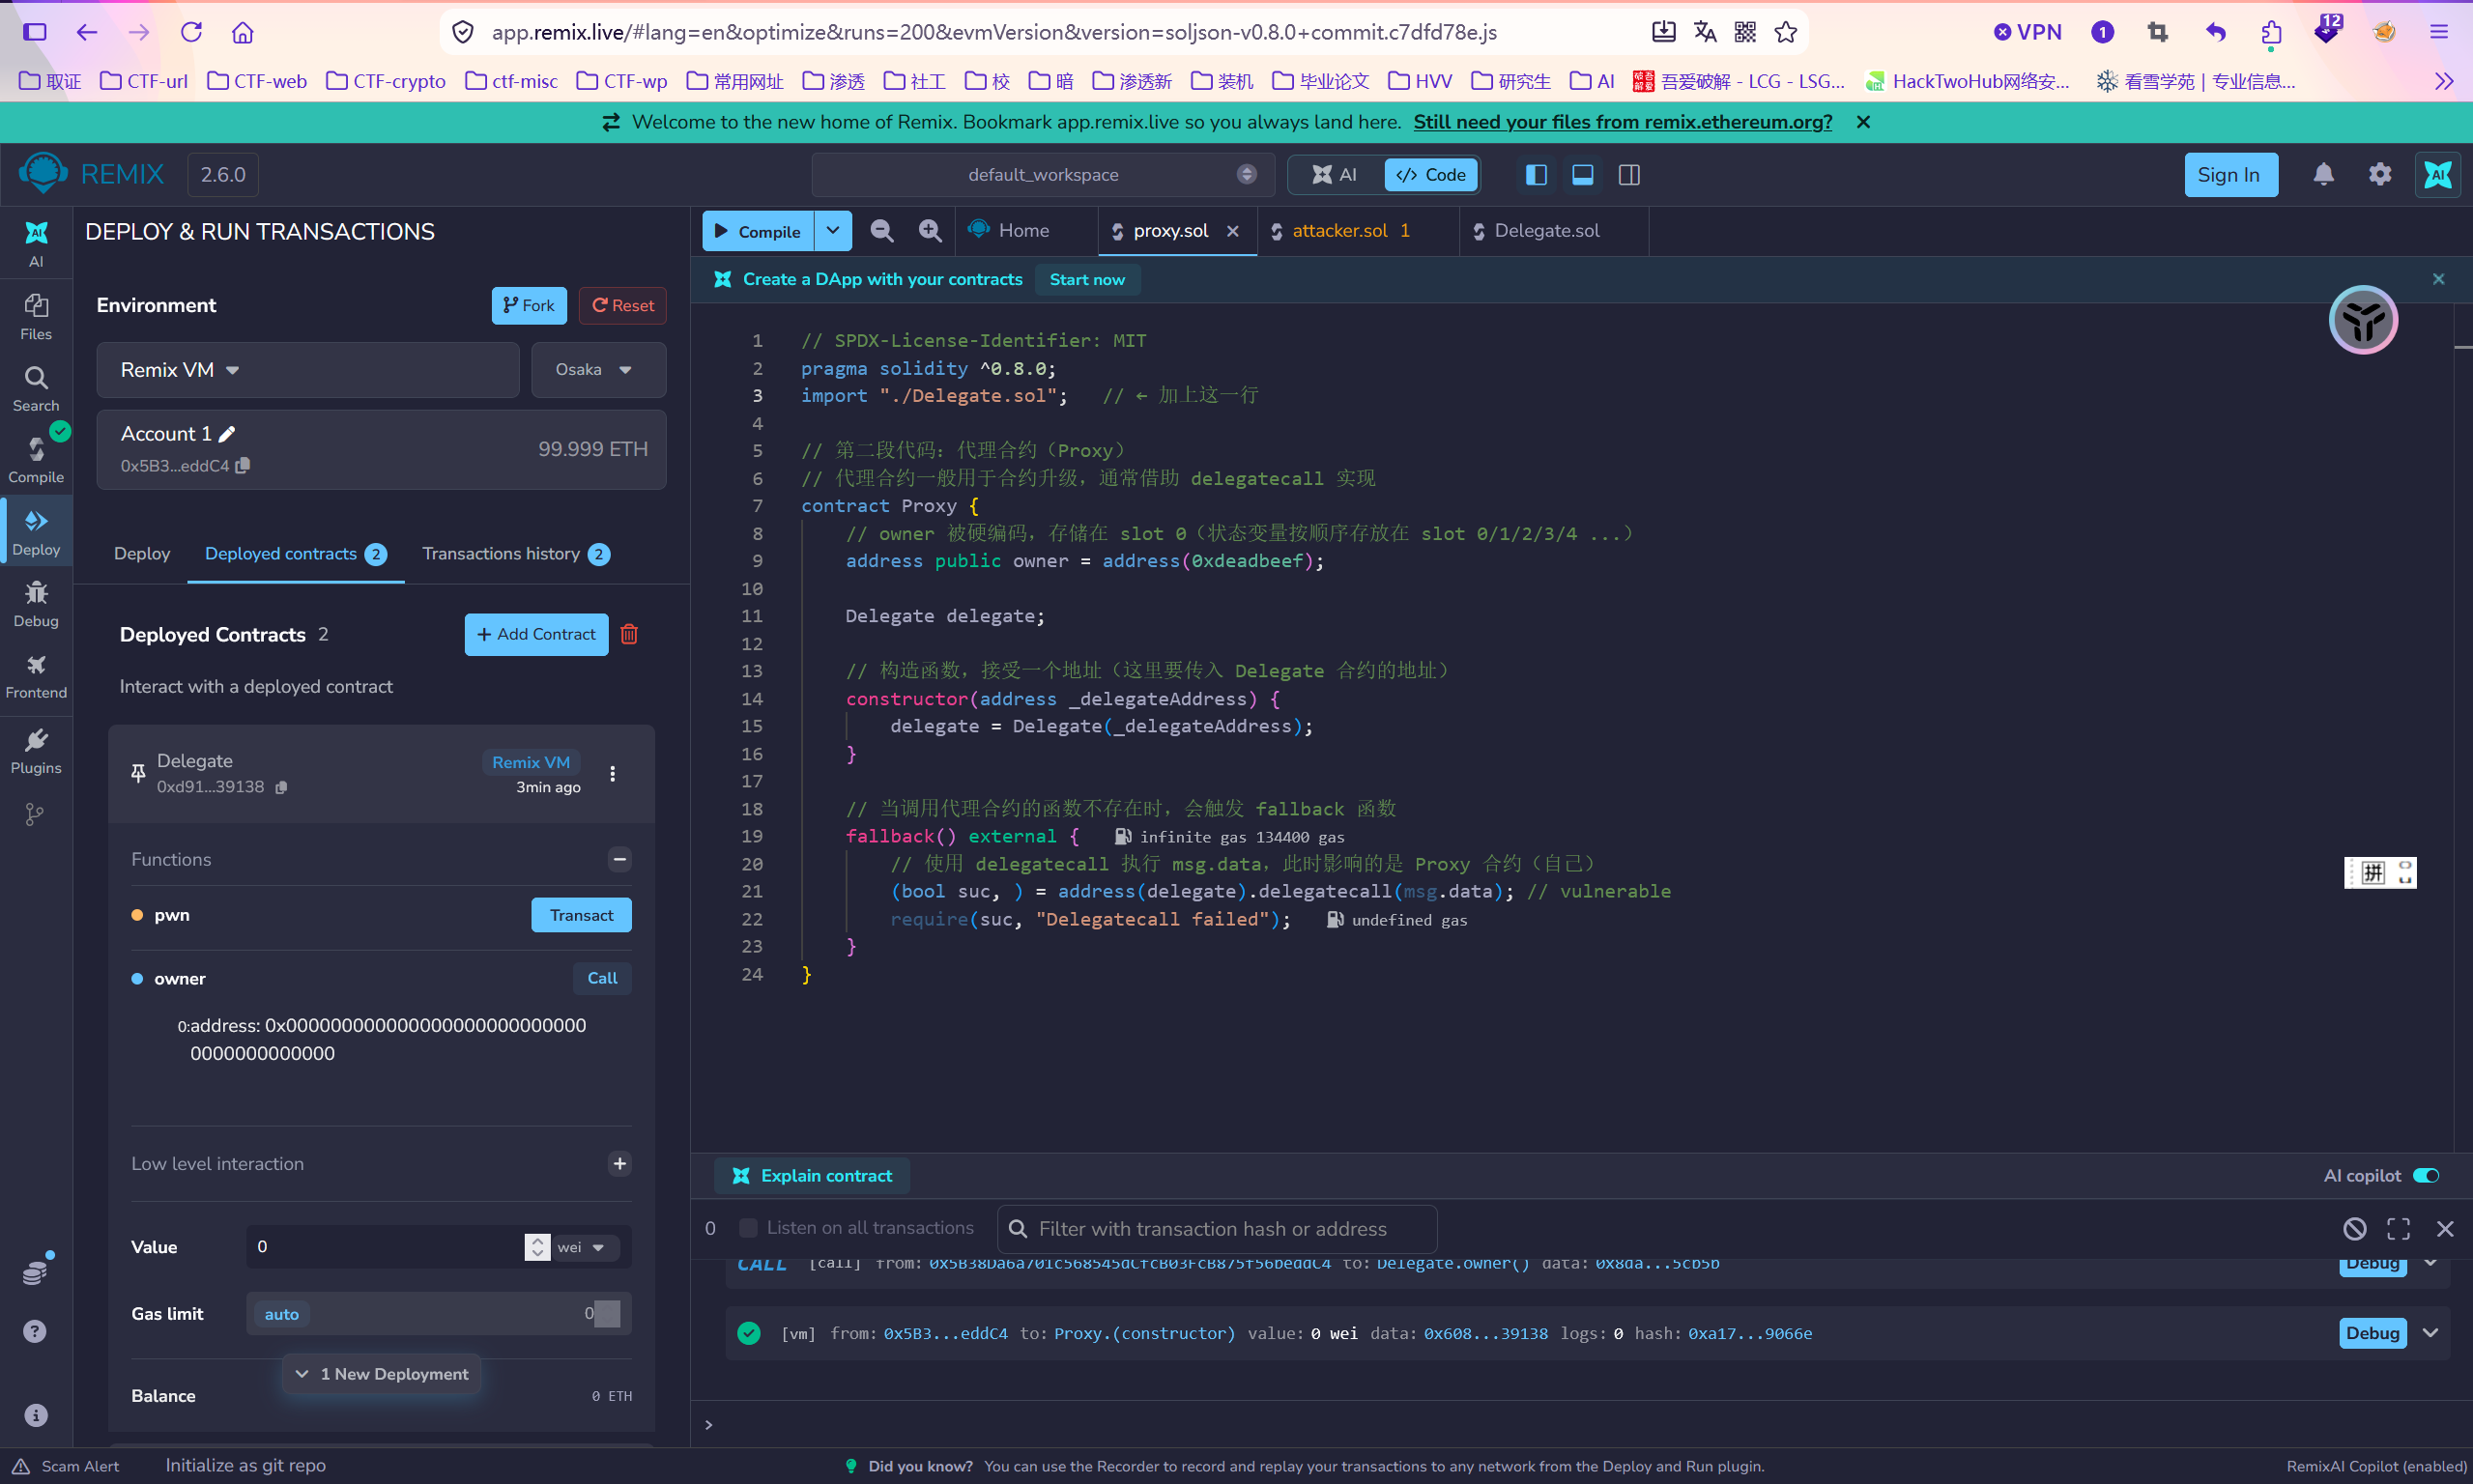 app.remix.live/#lang=en&optimize&runs=200&evmVersion&version=soljson-v0.8.0+commit.c7dfd78e.js
VPN
1
12
取证
CTF-url
CTF-web
CTF-crypto
ctf-misc
CTF-wp
常用网址
渗透
社工
校
暗
渗透新
装机
毕业论文
HVV
研究生
AI
吾爱破解 - LCG - LSG...
HackTwoHub网络安...
看雪学苑 | 专业信息...
Welcome to the new home of Remix. Bookmark app.remix.live so you always land here. Still need your files from remix.ethereum.org?
REMIX
2.6.0
default_workspace
AI
Code
Sign In
AI
AI
Files
Search
Compile
Deploy
Debug
Frontend
Plugins
DEPLOY & RUN TRANSACTIONS
Environment
Fork
Reset
Remix VM
Osaka
Account 1
0x5B3...eddC4
99.999 ETH
Deploy
Deployed contracts 2
Transactions history 2
Deployed Contracts 2
+ Add Contract
Interact with a deployed contract
Delegate
0xd91...39138
Remix VM
3min ago
Functions
pwn
Transact
owner
Call
0:address: 0x000000000000000000000000000
0000000000000
Low level interaction
Value
0
wei
Gas limit
auto
0
1 New Deployment
Balance
0 ETH
Compile
Home
proxy.sol
attacker.sol 1
Delegate.sol
Create a DApp with your contracts
Start now
1 // SPDX-License-Identifier: MIT
2 pragma solidity ^0.8.0;
3 import "./Delegate.sol"; // ← 加上这一行
4
5 // 第二段代码：代理合约（Proxy）
6 // 代理合约一般用于合约升级，通常借助 delegatecall 实现
7 contract Proxy {
8 // owner 被硬编码，存储在 slot 0（状态变量按顺序存放在 slot 0/1/2/3/4 ...）
9 address public owner = address(0xdeadbeef);
10
11 Delegate delegate;
12
13 // 构造函数，接受一个地址（这里要传入 Delegate 合约的地址）
14 constructor(address _delegateAddress) {
15 delegate = Delegate(_delegateAddress);
16 }
17
18 // 当调用代理合约的函数不存在时，会触发 fallback 函数
19 fallback() external { infinite gas 134400 gas
20 // 使用 delegatecall 执行 msg.data，此时影响的是 Proxy 合约（自己）
21 (bool suc, ) = address(delegate).delegatecall(msg.data); // vulnerable
22 require(suc, "Delegatecall failed"); undefined gas
23 }
24 }
拼
Explain contract
AI copilot
0
Listen on all transactions
Filter with transaction hash or address
CALL [call] from: 0x5B38Da6a701c568545dCfcB03FcB875f56beddC4 to: Delegate.owner() data: 0x8da...5cb5b
Debug
[vm] from: 0x5B3...eddC4 to: Proxy.(constructor) value: 0 wei data: 0x608...39138 logs: 0 hash: 0xa17...9066e
Debug
>
Scam Alert
Initialize as git repo
Did you know? You can use the Recorder to record and replay your transactions to any network from the Deploy and Run plugin.
RemixAI Copilot (enabled)